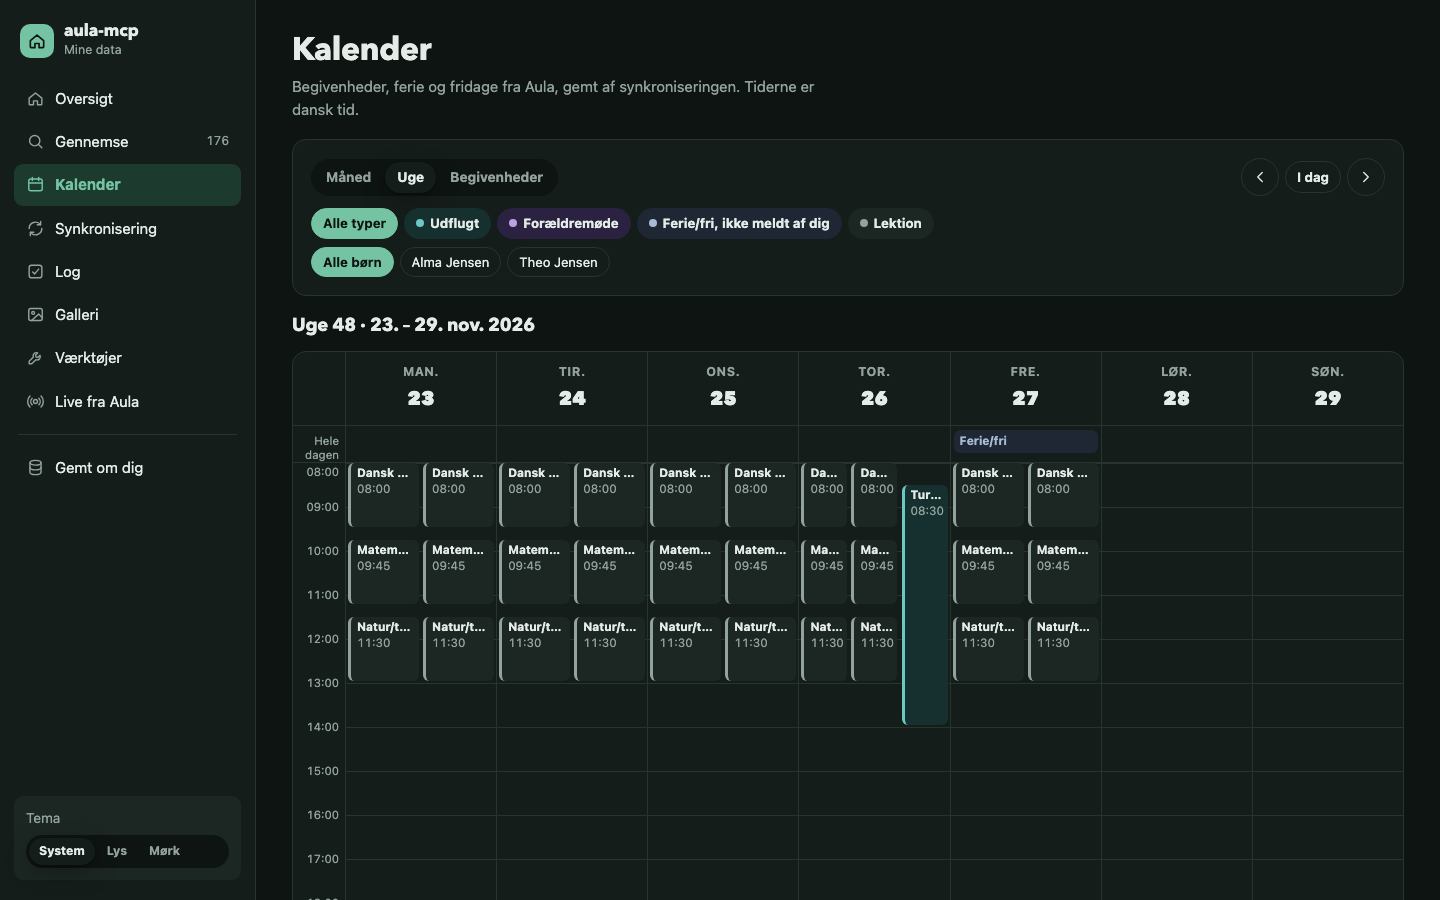 aula-mcp
Mine data
Oversigt
Gennemse 176
Kalender
Synkronisering
Log
Galleri
Værktøjer
Live fra Aula
Gemt om dig
Tema
System Lys Mørk
Kalender
Begivenheder, ferie og fridage fra Aula, gemt af synkroniseringen. Tiderne er
dansk tid.
Måned Uge Begivenheder
I dag
Alle typer Udflugt Forældremøde Ferie/fri, ikke meldt af dig Lektion
Alle børn Alma Jensen Theo Jensen
Uge 48 · 23. – 29. nov. 2026
MAN. TIR. ONS. TOR. FRE. LØR. SØN.
23 24 25 26 27 28 29
Hele
dagen
Ferie/fri
08:00 Dansk ... Dansk ... Dansk ... Dansk ... Dansk ... Dansk ... Da... Da... Dansk ... Dansk ...
08:00 08:00 08:00 08:00 08:00 08:00 08:00 08:00 08:00 08:00
Tur...
09:00 08:30
10:00 Matem... Matem... Matem... Matem... Matem... Matem... Ma... Ma... Matem... Matem...
09:45 09:45 09:45 09:45 09:45 09:45 09:45 09:45 09:45 09:45
11:00
Natur/t... Natur/t... Natur/t... Natur/t... Natur/t... Natur/t... Nat... Nat... Natur/t... Natur/t...
12:00 11:30 11:30 11:30 11:30 11:30 11:30 11:30 11:30 11:30 11:30
13:00
14:00
15:00
16:00
17:00